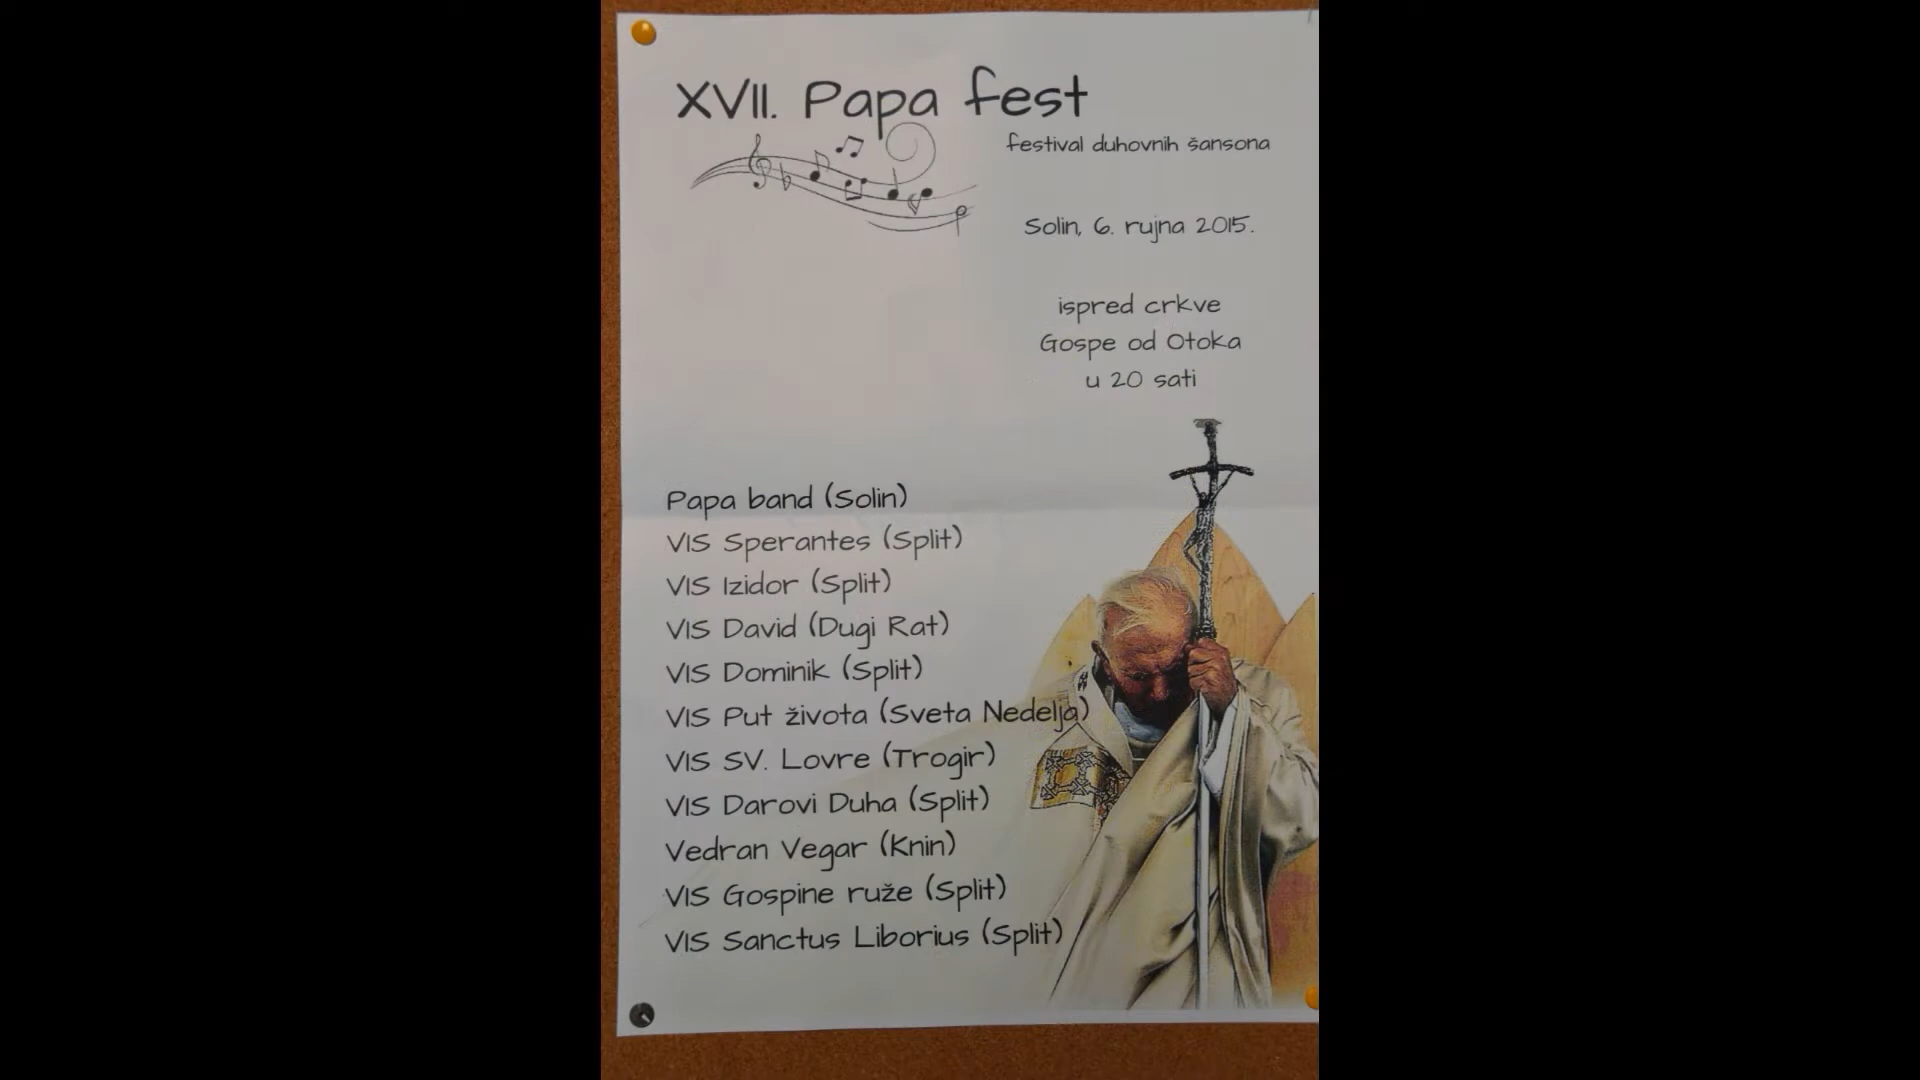 XVII. Papa fest
festival duhovnih šansona
Solin, 6. rujna 2015.
ispred crkve
Gospe od Otoka
u 20 sati
Papa band (Solin)
VIS Sperantes (Split)
VIS Izidor (Split)
VIS David (Dugi Rat)
VIS Dominik (Split)
VIS Put života (Sveta Nedelja)
VIS SV. Lovre (Trogir)
VIS Darovi Duha (Split)
Vedran Vegar (Knin)
VIS Gospine ruže (Split)
VIS Sanctus Liborius (Split)